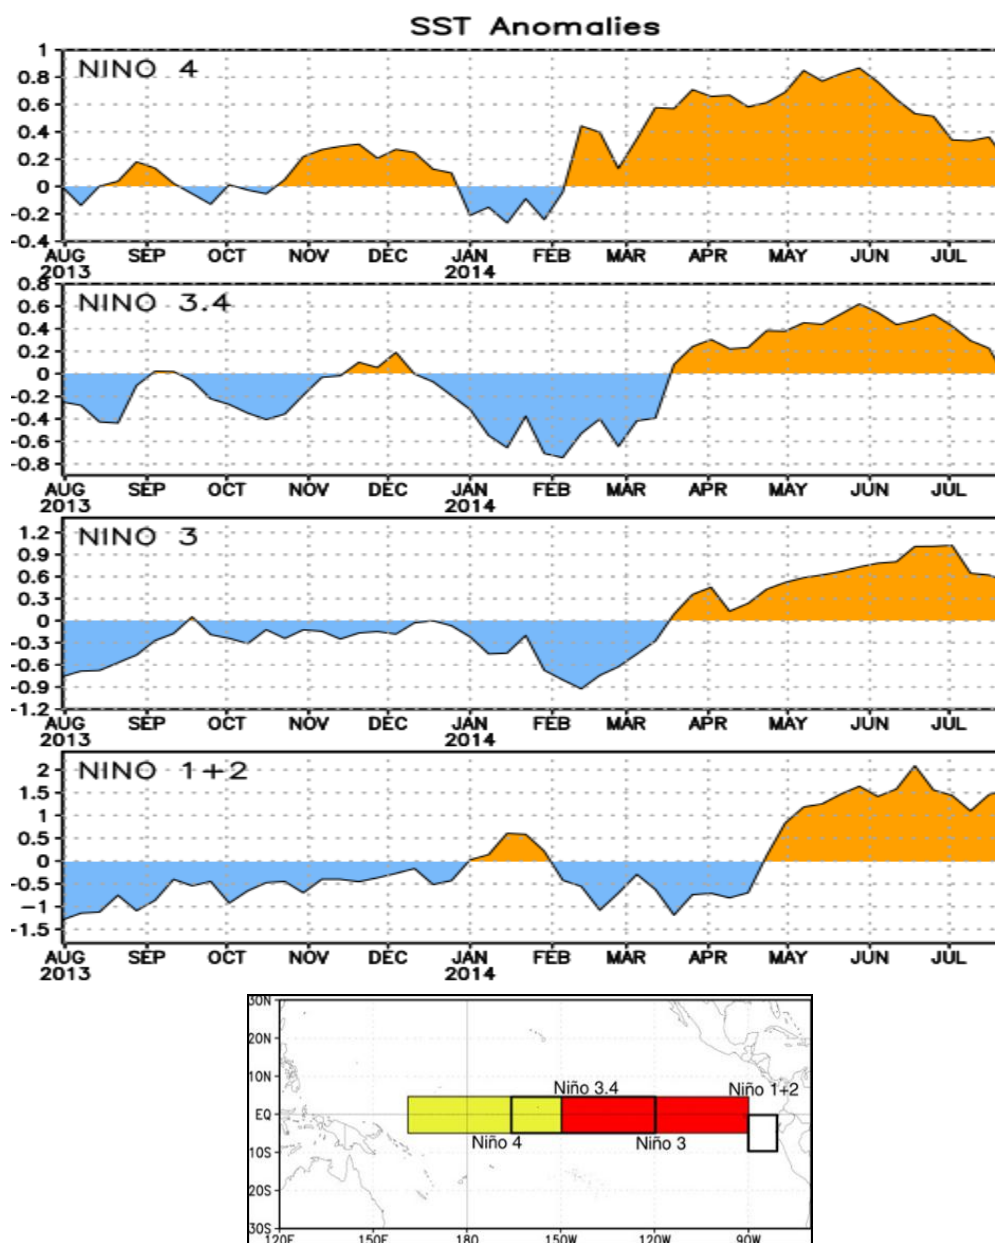 SST Anomalies
NINO 4
1
0.8
0.6
0.4
0.2
0
-0.2
-0.4
AUG SEP OCT NOV DEC JAN FEB MAR APR MAY JUN JUL
2013 2014
NINO 3.4
0.8
0.6
0.4
0.2
0
-0.2
-0.4
-0.6
-0.8
AUG SEP OCT NOV DEC JAN FEB MAR APR MAY JUN JUL
2013 2014
NINO 3
1.2
0.9
0.6
0.3
0
-0.3
-0.6
-0.9
-1.2
AUG SEP OCT NOV DEC JAN FEB MAR APR MAY JUN JUL
2013 2014
NINO 1+2
2
1.5
1
0.5
0
-0.5
-1
-1.5
AUG SEP OCT NOV DEC JAN FEB MAR APR MAY JUN JUL
2013 2014
30N
20N
10N
EQ
10S
20S
30S
Niño 3.4 Niño 1+2
Niño 4 Niño 3
120E 150E 180 150W 120W 90W